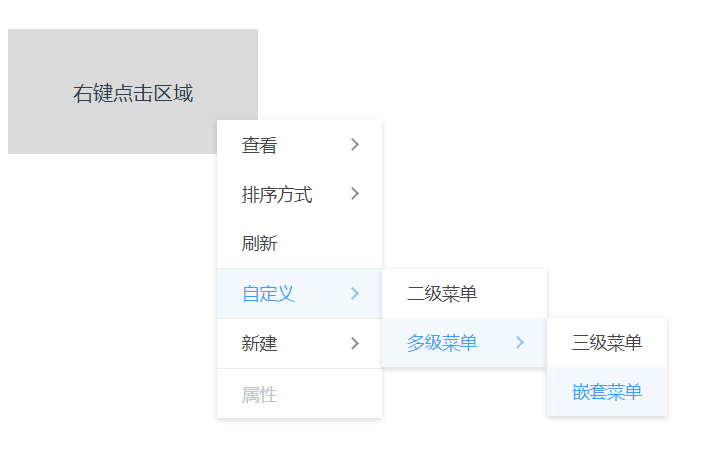 右键点击区域
查看
排序方式
刷新
自定义
新建
属性
二级菜单
多级菜单
三级菜单
嵌套菜单